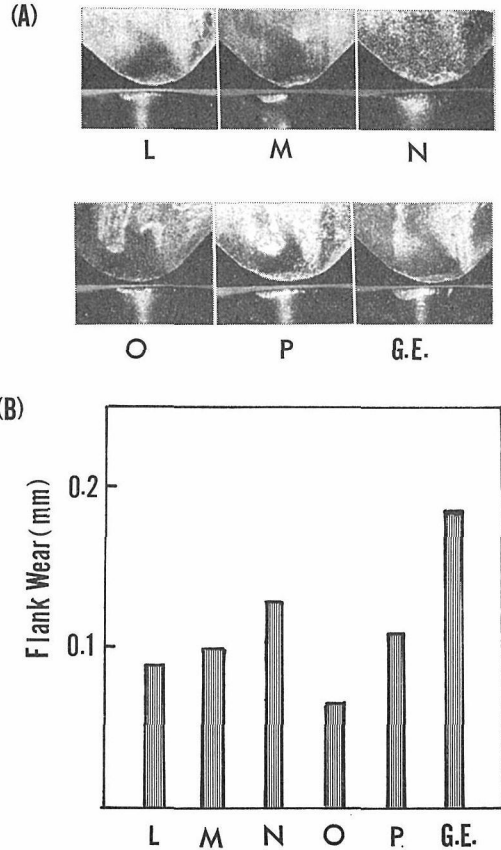 (A)
L M N
O P G.E.
(B)
Flank Wear (mm)
0.2
0.1
L M N O P. G.E.